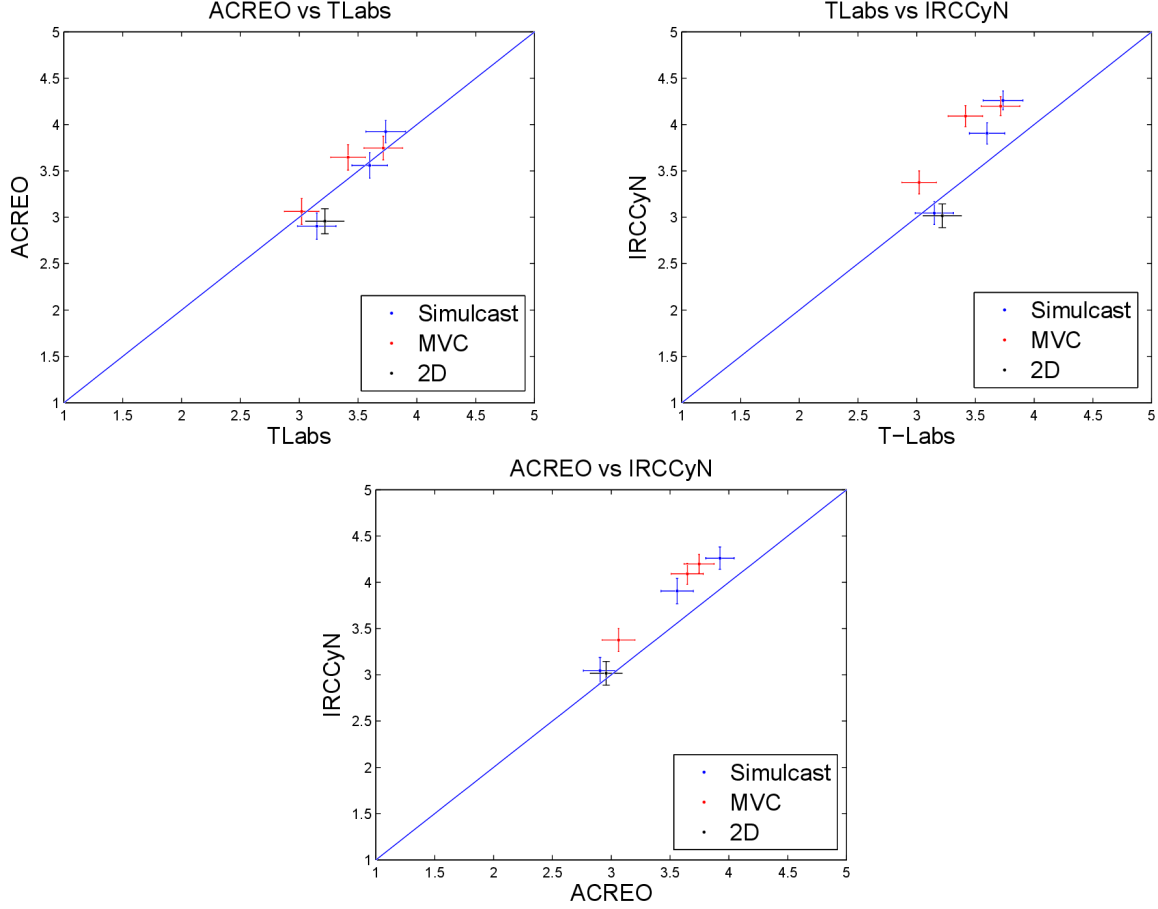 ACREO vs TLabs
5
4.5
4
3.5
3
2.5
2
1.5
1
ACREO
1 1.5 2 2.5 3 3.5 4 4.5 5
TLabs
Simulcast
MVC
2D
TLabs vs IRCCyN
5
4.5
4
3.5
3
2.5
2
1.5
1
IRCCyN
1 1.5 2 2.5 3 3.5 4 4.5 5
T-Labs
Simulcast
MVC
2D
ACREO vs IRCCyN
5
4.5
4
3.5
3
2.5
2
1.5
1
IRCCyN
1 1.5 2 2.5 3 3.5 4 4.5 5
ACREO
Simulcast
MVC
2D